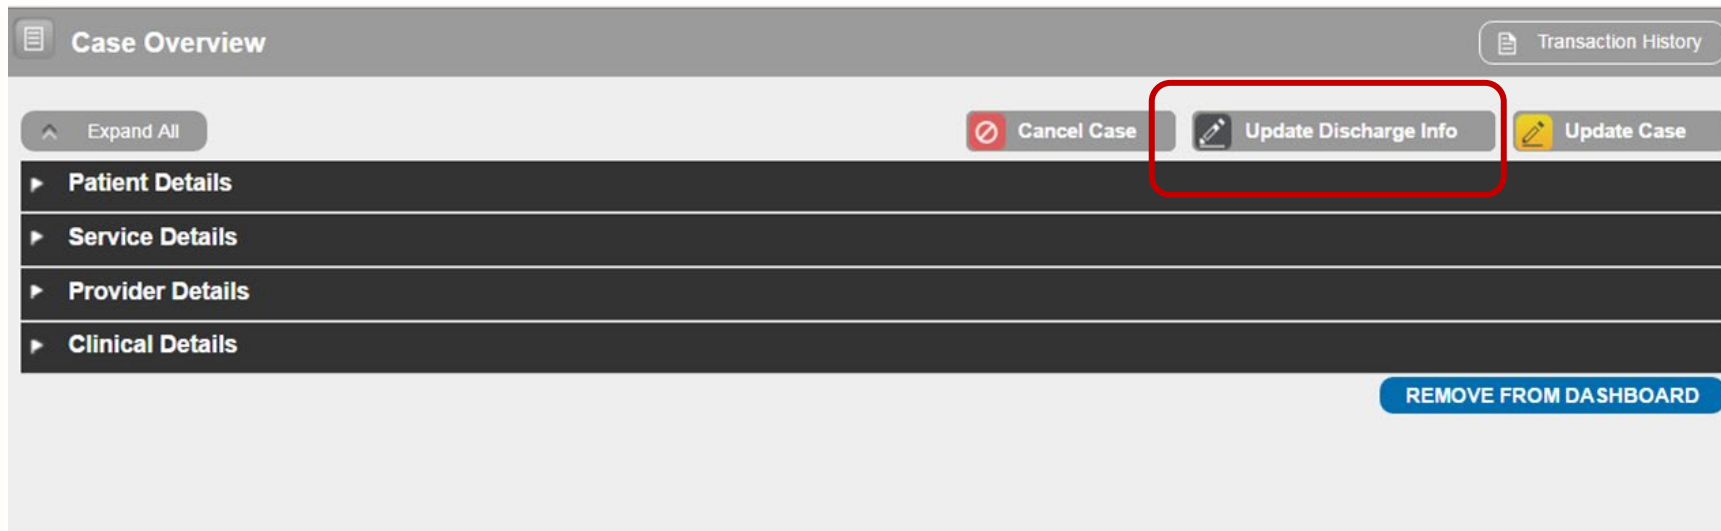 Case Overview
Transaction History
Expand All
Cancel Case
Update Discharge Info
Update Case
Patient Details
Service Details
Provider Details
Clinical Details
REMOVE FROM DASHBOARD